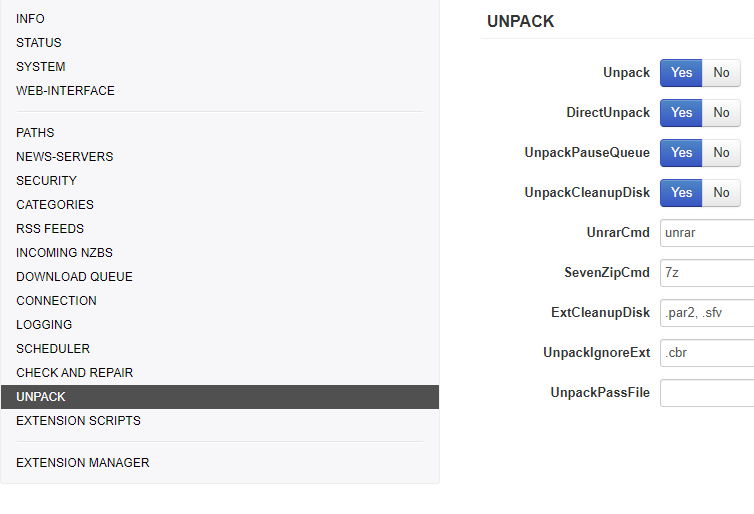 INFO
STATUS
SYSTEM
WEB-INTERFACE
PATHS
NEWS-SERVERS
SECURITY
CATEGORIES
RSS FEEDS
INCOMING NZBS
DOWNLOAD QUEUE
CONNECTION
LOGGING
SCHEDULER
CHECK AND REPAIR
UNPACK
EXTENSION SCRIPTS
EXTENSION MANAGER
UNPACK
Unpack Yes No
DirectUnpack Yes No
UnpackPauseQueue Yes No
UnpackCleanupDisk Yes No
UnrarCmd unrar
SevenZipCmd 7z
ExtCleanupDisk .par2, .sfv
UnpackIgnoreExt .cbr
UnpackPassFile